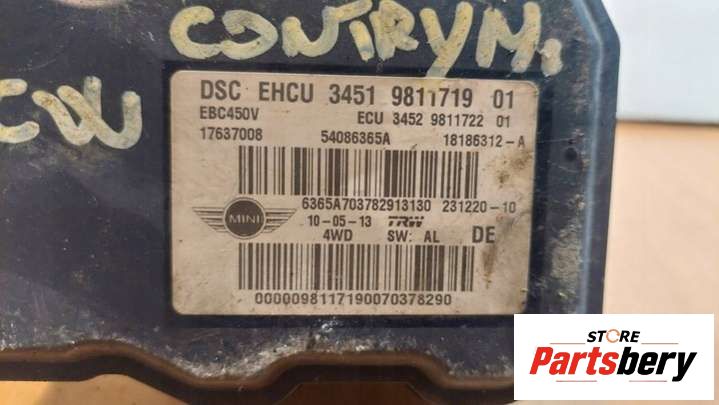 CONTRYM.
CW
DSC EHCU 3451 9811719 01
EBC450V ECU 3452 9811722 01
17637008 54086365A 18186312-A
6365A703782913130 231220-10
MINI 10-05-13 TRW
4WD SW: AL DE
0000098117190070378290
STORE
Partsbery